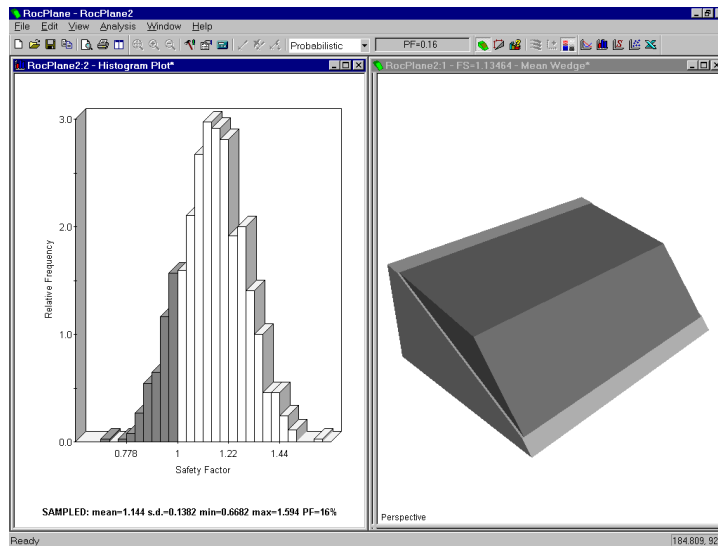 RocPlane - RocPlane2
File Edit View Analysis Window Help
Probabilistic
PF=0.16
RocPlane2:2 - Histogram Plot*
RocPlane2:1 - FS=1.13464 - Mean Wedge*
3.0
2.0
1.0
0.0
Relative Frequency
0.778 1 1.22 1.44
Safety Factor
SAMPLED: mean=1.144 s.d.=0.1382 min=0.6682 max=1.594 PF=16%
Perspective
Ready
184.809, 92